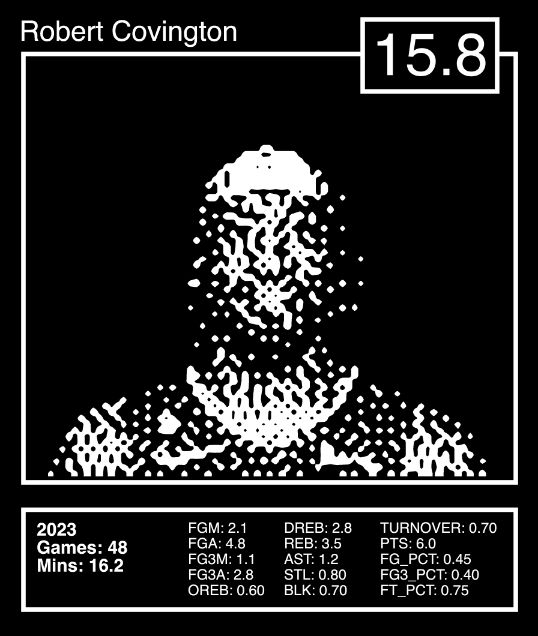 Robert Covington
15.8
2023
Games: 48
Mins: 16.2
FGM: 2.1
FGA: 4.8
FG3M: 1.1
FG3A: 2.8
OREB: 0.60
DREB: 2.8
REB: 3.5
AST: 1.2
STL: 0.80
BLK: 0.70
TURNOVER: 0.70
PTS: 6.0
FG_PCT: 0.45
FG3_PCT: 0.40
FT_PCT: 0.75